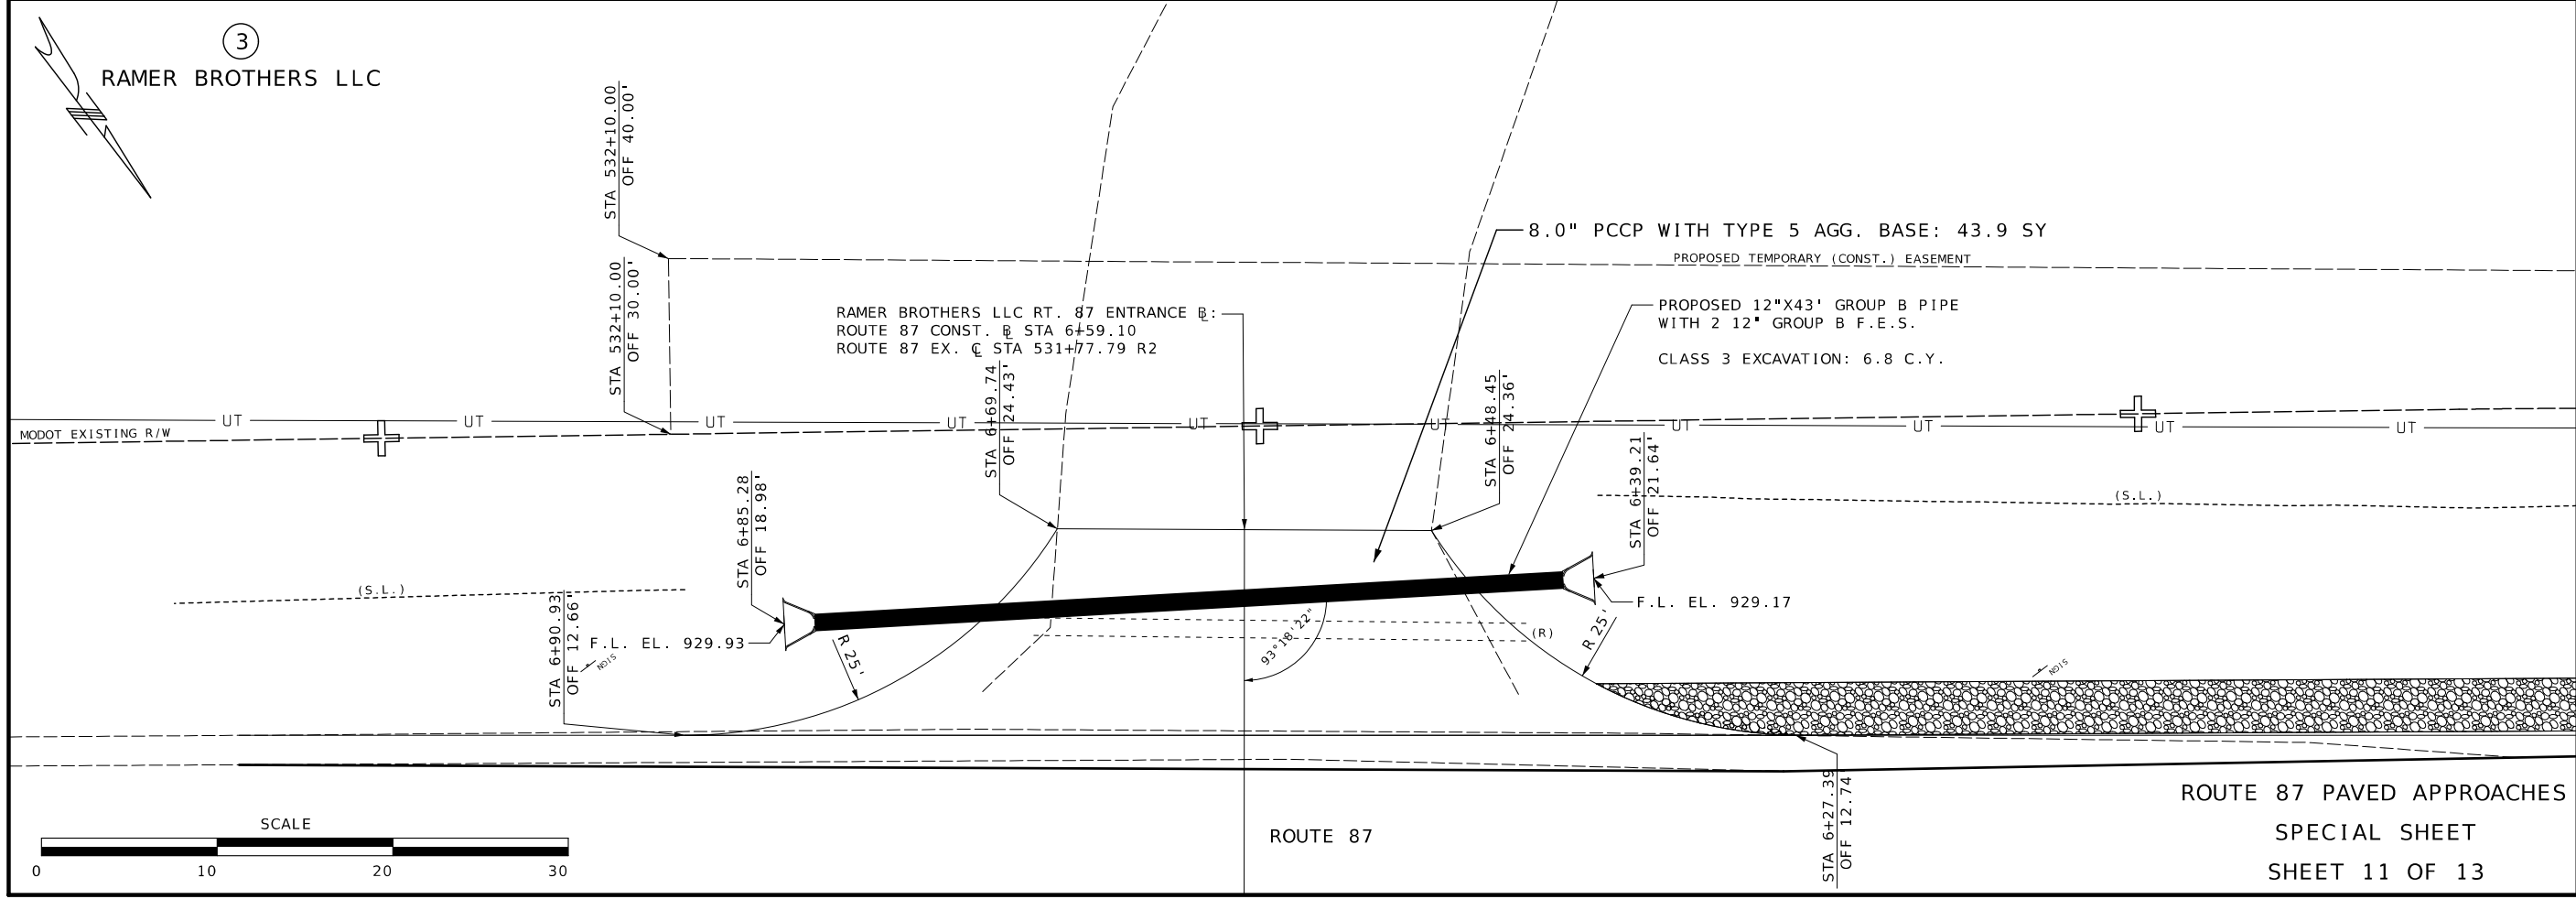 3
RAMER BROTHERS LLC
STA 532+10.00
OFF 40.00'
STA 532+10.00
OFF 30.00'
8.0" PCCP WITH TYPE 5 AGG. BASE: 43.9 SY
PROPOSED TEMPORARY (CONST.) EASEMENT
RAMER BROTHERS LLC RT. 87 ENTRANCE ⅊:
ROUTE 87 CONST. ⅊ STA 6+59.10
ROUTE 87 EX. ℄ STA 531+77.79 R2
PROPOSED 12"X43' GROUP B PIPE
WITH 2 12" GROUP B F.E.S.
CLASS 3 EXCAVATION: 6.8 C.Y.
STA 6+69.74
OFF 24.43'
STA 6+48.45
OFF 24.36'
UT UT UT UT UT UT UT UT UT UT
MODOT EXISTING R/W
STA 6+85.28
OFF 18.98'
STA 6+39.21
OFF 21.64'
(S.L.)
(S.L.)
STA 6+90.93
OFF 12.66'
F.L. EL. 929.93
F.L. EL. 929.17
SIGN
R 25'
93°18'22"
(R)
R 25'
SIGN
STA 6+27.39
OFF 12.74
SCALE
0 10 20 30
ROUTE 87
ROUTE 87 PAVED APPROACHES
SPECIAL SHEET
SHEET 11 OF 13